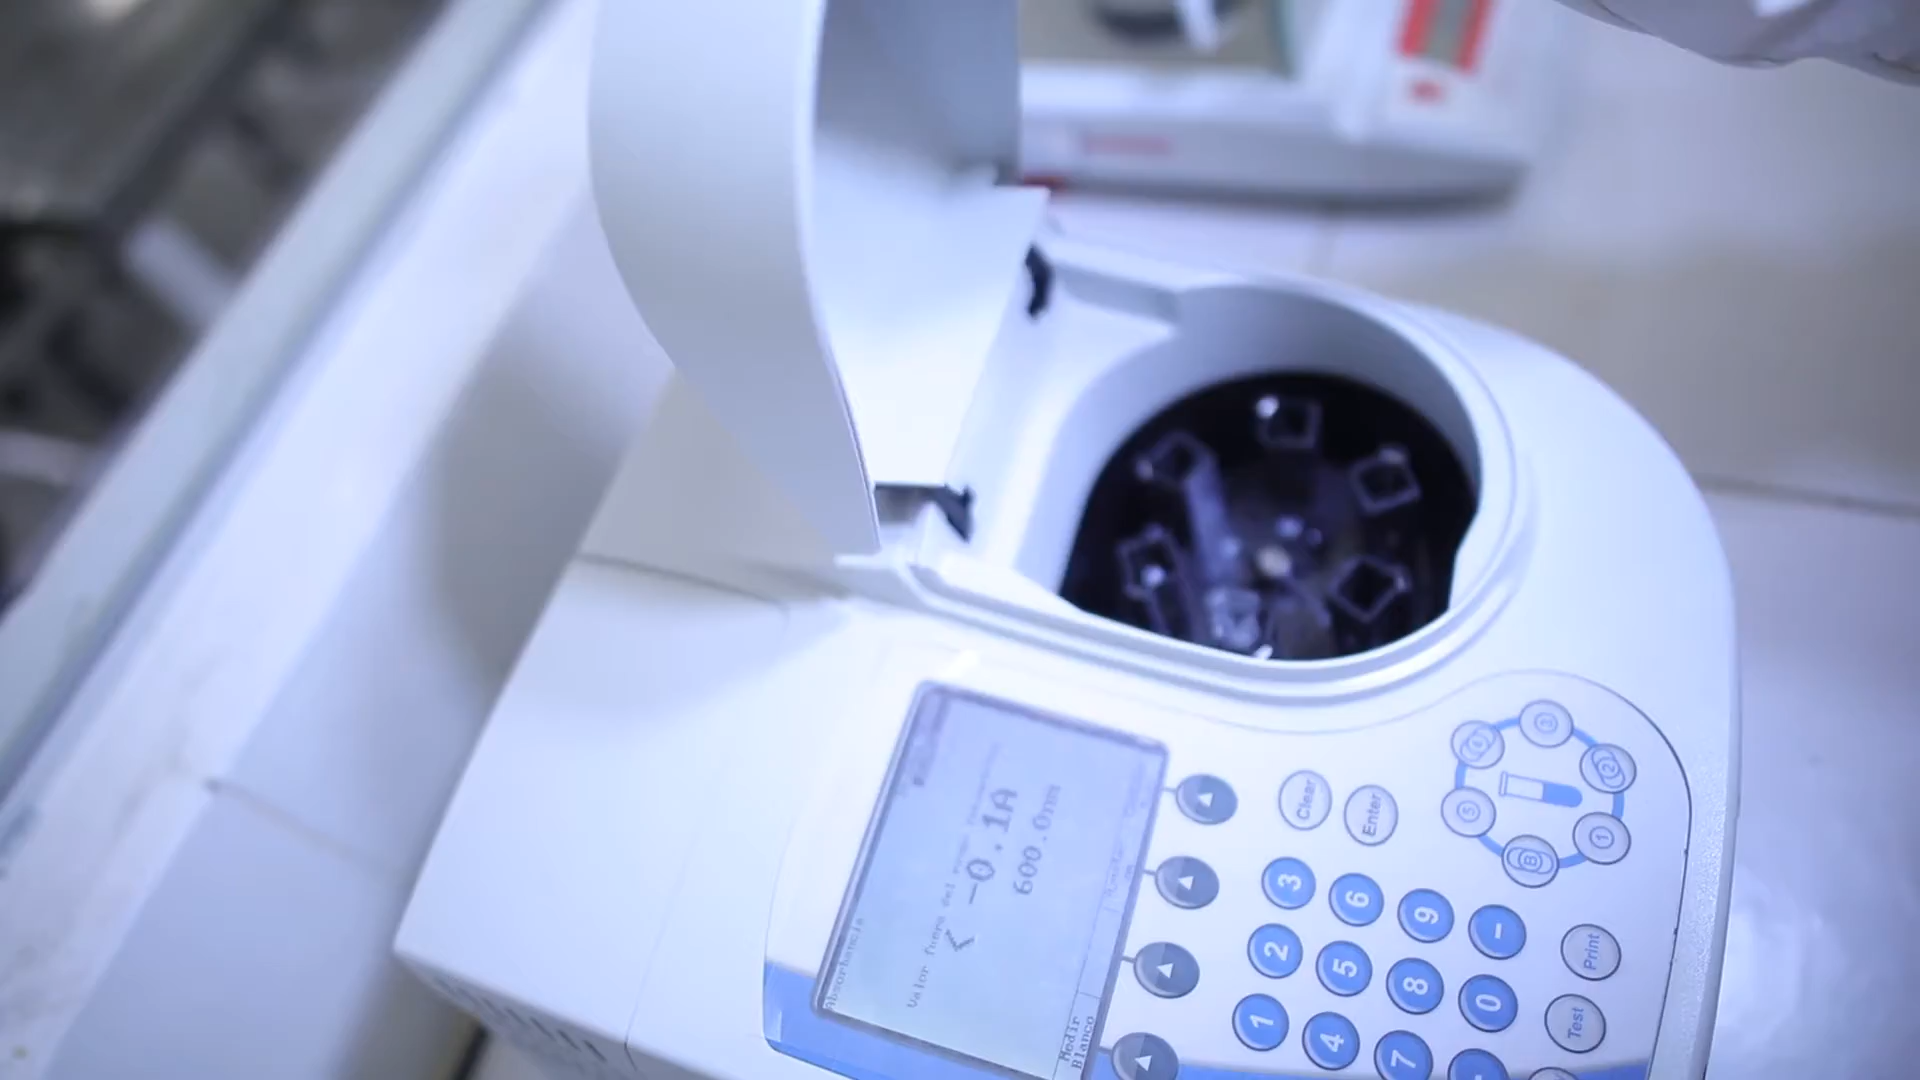 Absorbancia
Valor fuera del
< -0.1A
600.0nm
Medir
Blanco
Clear
Enter
3
2
5
1
B
3
6
9
-
2
5
8
0
1
4
7
Print
Test